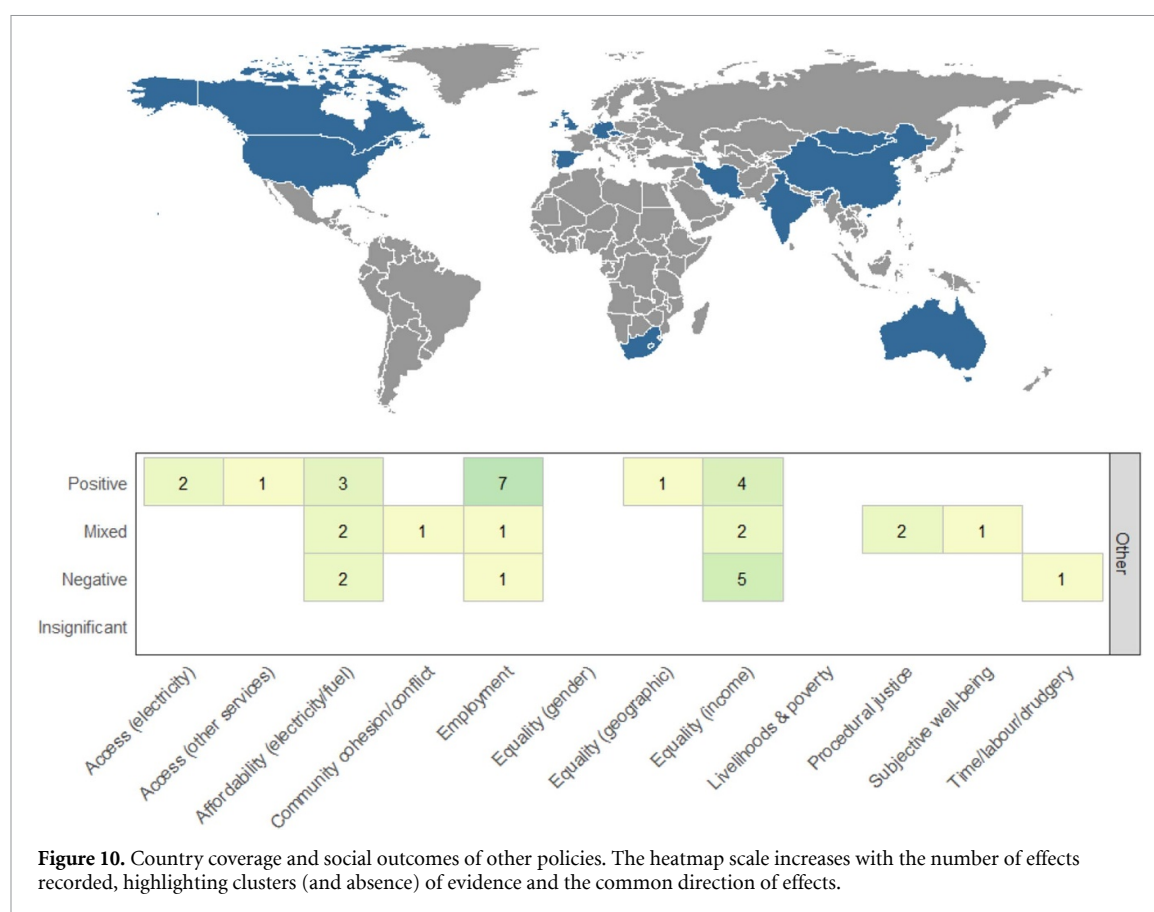 Positive 2 1 3 7 1 4
Mixed 2 1 1 2 2 1
Negative 2 1 5 1
Insignificant
Other
Access (electricity)
Access (other services)
Affordability (electricity/fuel)
Community cohesion/conflict
Employment
Equality (gender)
Equality (geographic)
Equality (income)
Livelihoods & poverty
Procedural justice
Subjective well-being
Time/labour/drudgery
Figure 10. Country coverage and social outcomes of other policies. The heatmap scale increases with the number of effects
recorded, highlighting clusters (and absence) of evidence and the common direction of effects.